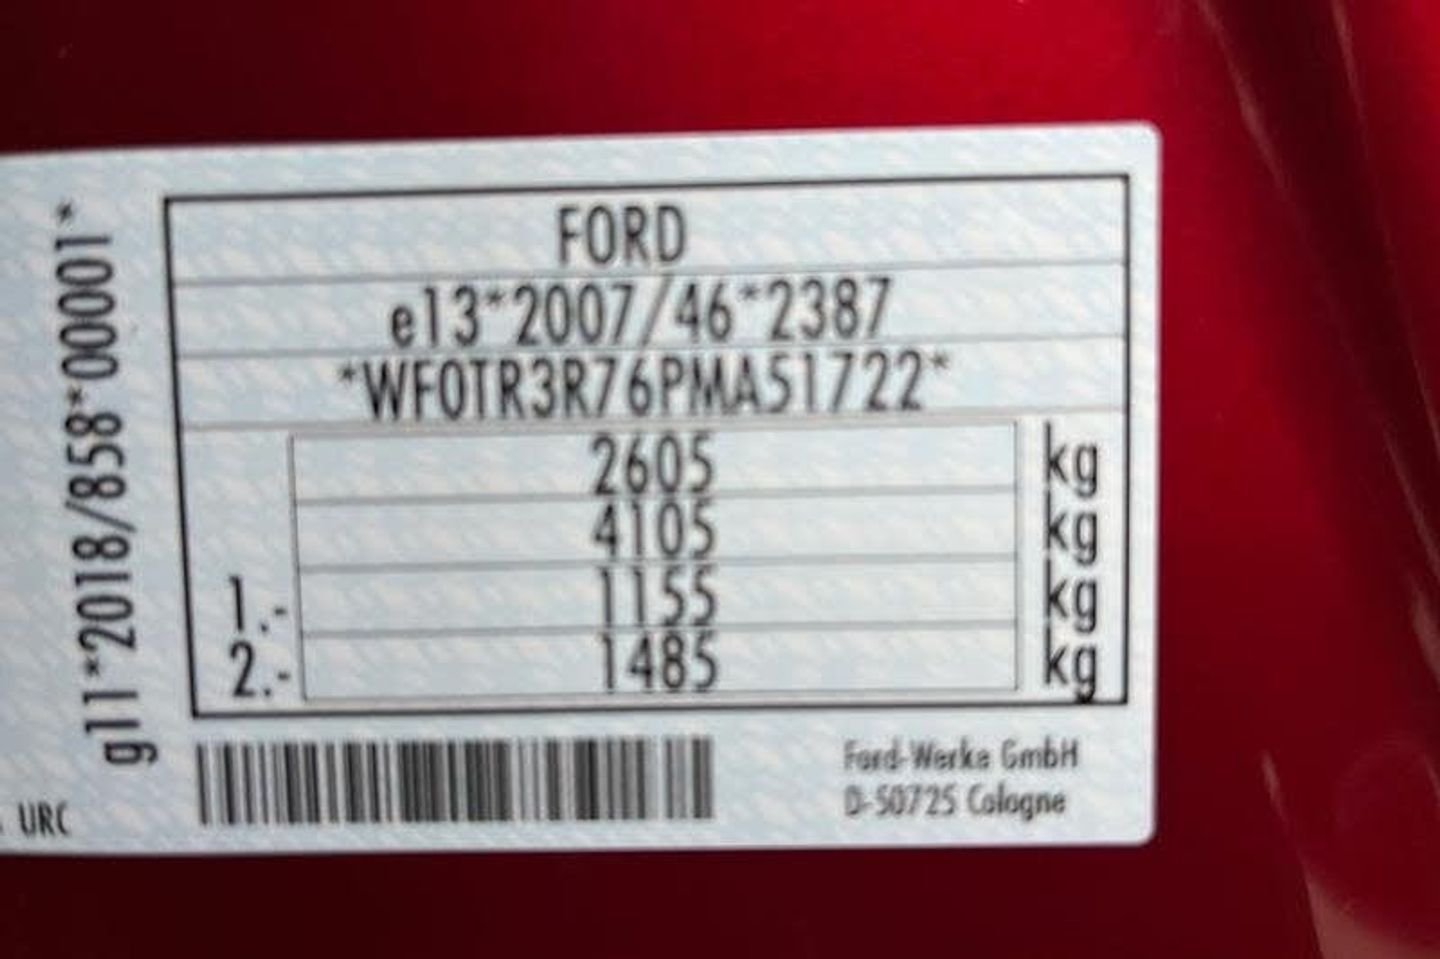 g11*2018/858*00001*
FORD
e13*2007/46*2387
*WF0TR3R76PMA51722*
2605 kg
4105 kg
1.- 1155 kg
2.- 1485 kg
Ford-Werke GmbH
D-50725 Cologne
URC